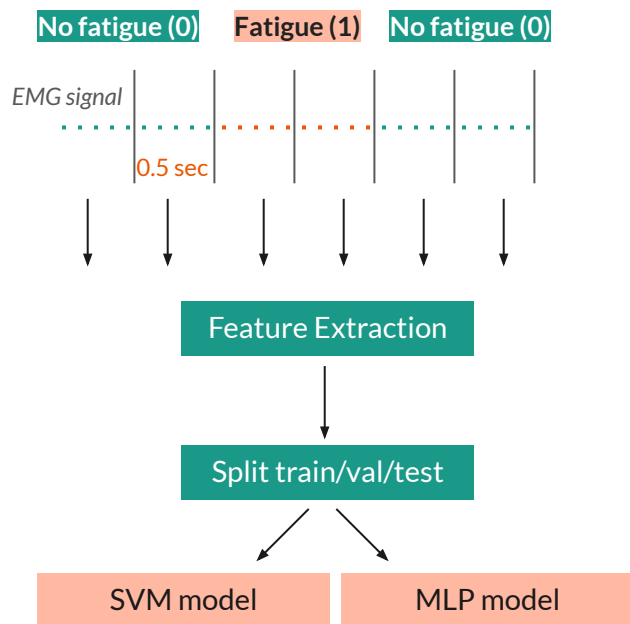 No fatigue (0)
Fatigue (1)
No fatigue (0)
EMG signal
0.5 sec
Feature Extraction
Split train/val/test
SVM model
MLP model